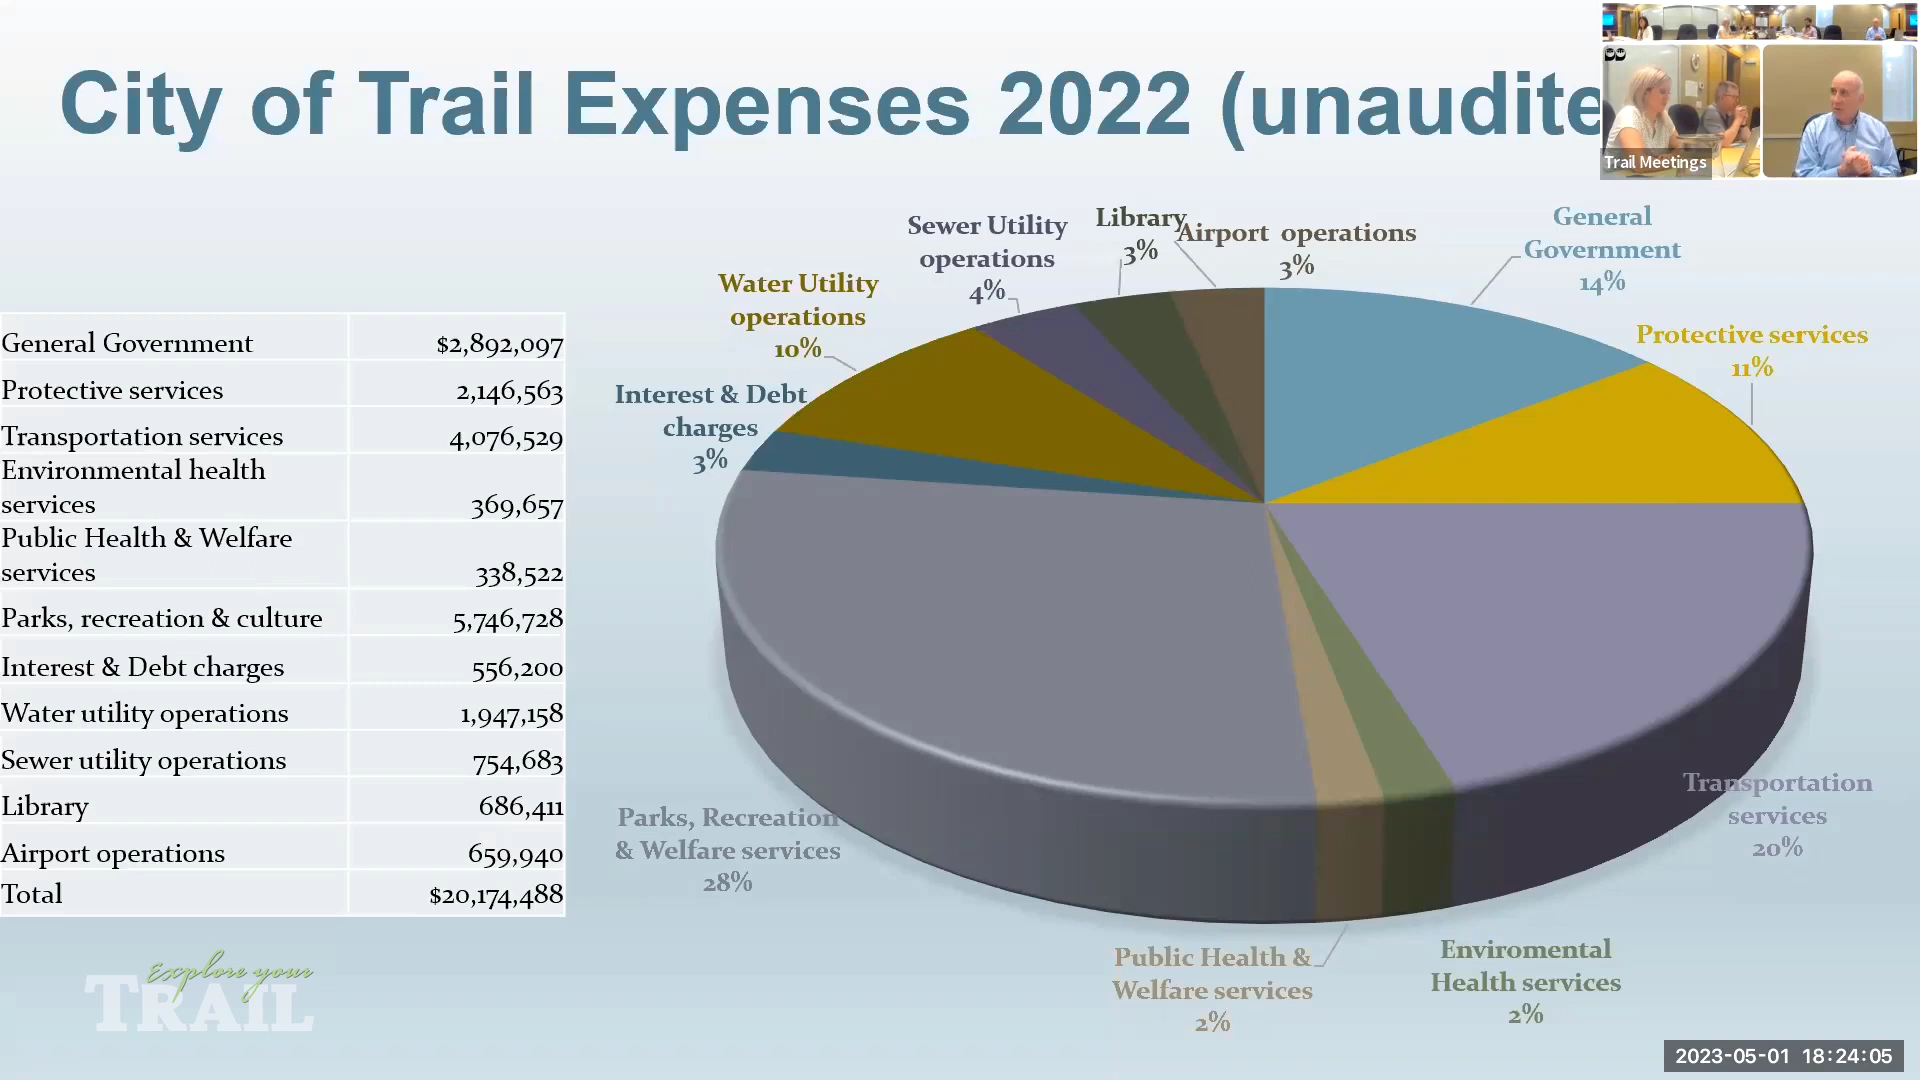 City of Trail Expenses 2022 (unaudite
Trail Meetings
General Government $2,892,097
Protective services 2,146,563
Transportation services 4,076,529
Environmental health
services 369,657
Public Health & Welfare
services 338,522
Parks, recreation & culture 5,746,728
Interest & Debt charges 556,200
Water utility operations 1,947,158
Sewer utility operations 754,683
Library 686,411
Airport operations 659,940
Total $20,174,488
Sewer Utility
operations
4%
Library
3%
Airport operations
3%
General
Government
14%
Water Utility
operations
10%
Protective services
11%
Interest & Debt
charges
3%
Transportation
services
20%
Parks, Recreation
& Welfare services
28%
Public Health &
Welfare services
2%
Enviromental
Health services
2%
Explore your
TRAIL
2023-05-01 18:24:05